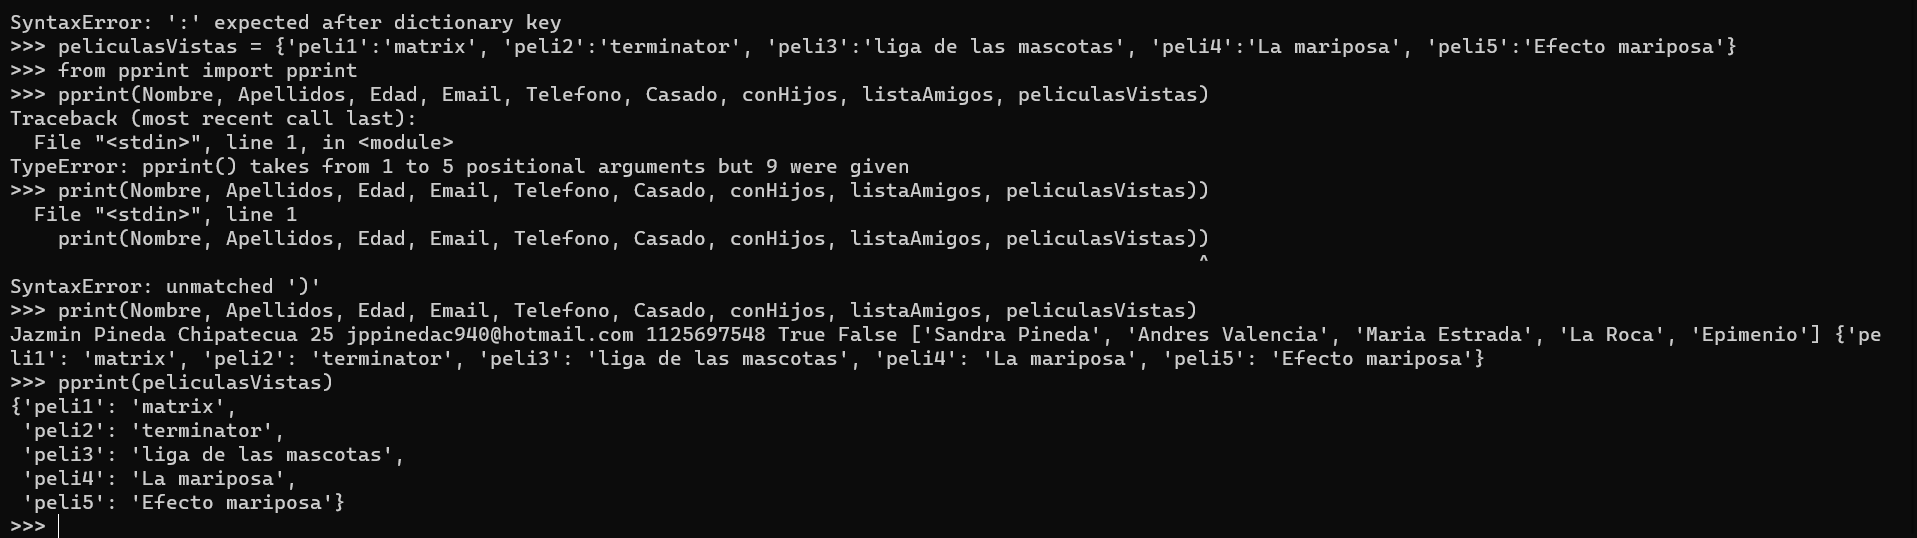 SyntaxError: ':' expected after dictionary key
>>> peliculasVistas = {'peli1':'matrix', 'peli2':'terminator', 'peli3':'liga de las mascotas', 'peli4':'La mariposa', 'peli5':'Efecto mariposa'}
>>> from pprint import pprint
>>> pprint(Nombre, Apellidos, Edad, Email, Telefono, Casado, conHijos, listaAmigos, peliculasVistas)
Traceback (most recent call last):
  File "<stdin>", line 1, in <module>
TypeError: pprint() takes from 1 to 5 positional arguments but 9 were given
>>> print(Nombre, Apellidos, Edad, Email, Telefono, Casado, conHijos, listaAmigos, peliculasVistas))
  File "<stdin>", line 1
    print(Nombre, Apellidos, Edad, Email, Telefono, Casado, conHijos, listaAmigos, peliculasVistas))
                                                                                                   ^
SyntaxError: unmatched ')'
>>> print(Nombre, Apellidos, Edad, Email, Telefono, Casado, conHijos, listaAmigos, peliculasVistas)
Jazmin Pineda Chipatecua 25 jppinedac940@hotmail.com 1125697548 True False ['Sandra Pineda', 'Andres Valencia', 'Maria Estrada', 'La Roca', 'Epimenio'] {'pe
li1': 'matrix', 'peli2': 'terminator', 'peli3': 'liga de las mascotas', 'peli4': 'La mariposa', 'peli5': 'Efecto mariposa'}
>>> pprint(peliculasVistas)
{'peli1': 'matrix',
 'peli2': 'terminator',
 'peli3': 'liga de las mascotas',
 'peli4': 'La mariposa',
 'peli5': 'Efecto mariposa'}
>>>